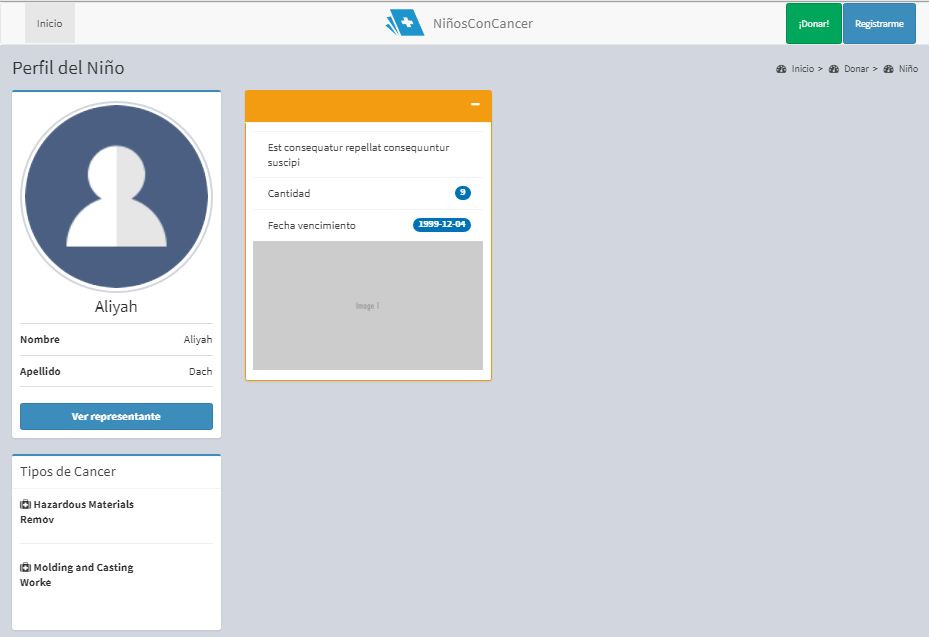 Inicio
NiñosConCancer
¡Donar!
Registrarme
Perfil del Niño
Inicio > Donar > Niño
Aliyah
Nombre Aliyah
Apellido Dach
Ver representante
Tipos de Cancer
Hazardous Materials
Remov
Molding and Casting
Worke
Est consequatur repellat consequuntur
suscipi
Cantidad 9
Fecha vencimiento 1999-12-04
Image 1